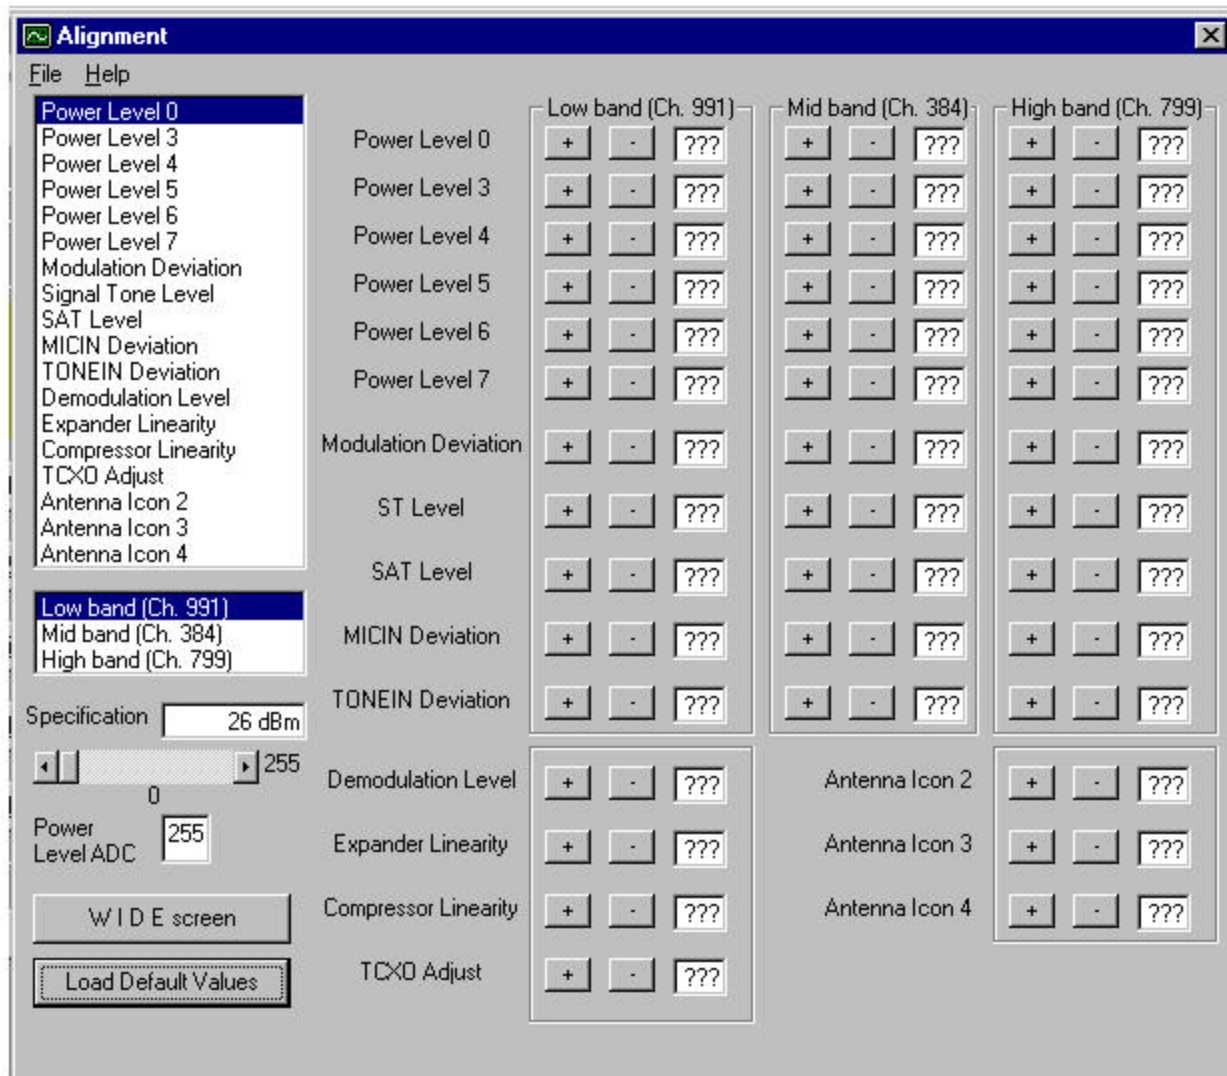 Alignment
File Help
Power Level 0
Power Level 3
Power Level 4
Power Level 5
Power Level 6
Power Level 7
Modulation Deviation
Signal Tone Level
SAT Level
MICIN Deviation
TONEIN Deviation
Demodulation Level
Expander Linearity
Compressor Linearity
TCXO Adjust
Antenna Icon 2
Antenna Icon 3
Antenna Icon 4
Low band (Ch. 991)
Mid band (Ch. 384)
High band (Ch. 799)
Specification 26 dBm
255
0
Power
Level ADC 255
W I D E screen
Load Default Values
Low band (Ch. 991) Mid band (Ch. 384) High band (Ch. 799)
Power Level 0 + - ??? + - ??? + - ???
Power Level 3 + - ??? + - ??? + - ???
Power Level 4 + - ??? + - ??? + - ???
Power Level 5 + - ??? + - ??? + - ???
Power Level 6 + - ??? + - ??? + - ???
Power Level 7 + - ??? + - ??? + - ???
Modulation Deviation + - ??? + - ??? + - ???
ST Level + - ??? + - ??? + - ???
SAT Level + - ??? + - ??? + - ???
MICIN Deviation + - ??? + - ??? + - ???
TONEIN Deviation + - ??? + - ??? + - ???
Demodulation Level + - ??? Antenna Icon 2 + - ???
Expander Linearity + - ??? Antenna Icon 3 + - ???
Compressor Linearity + - ??? Antenna Icon 4 + - ???
TCXO Adjust + - ???